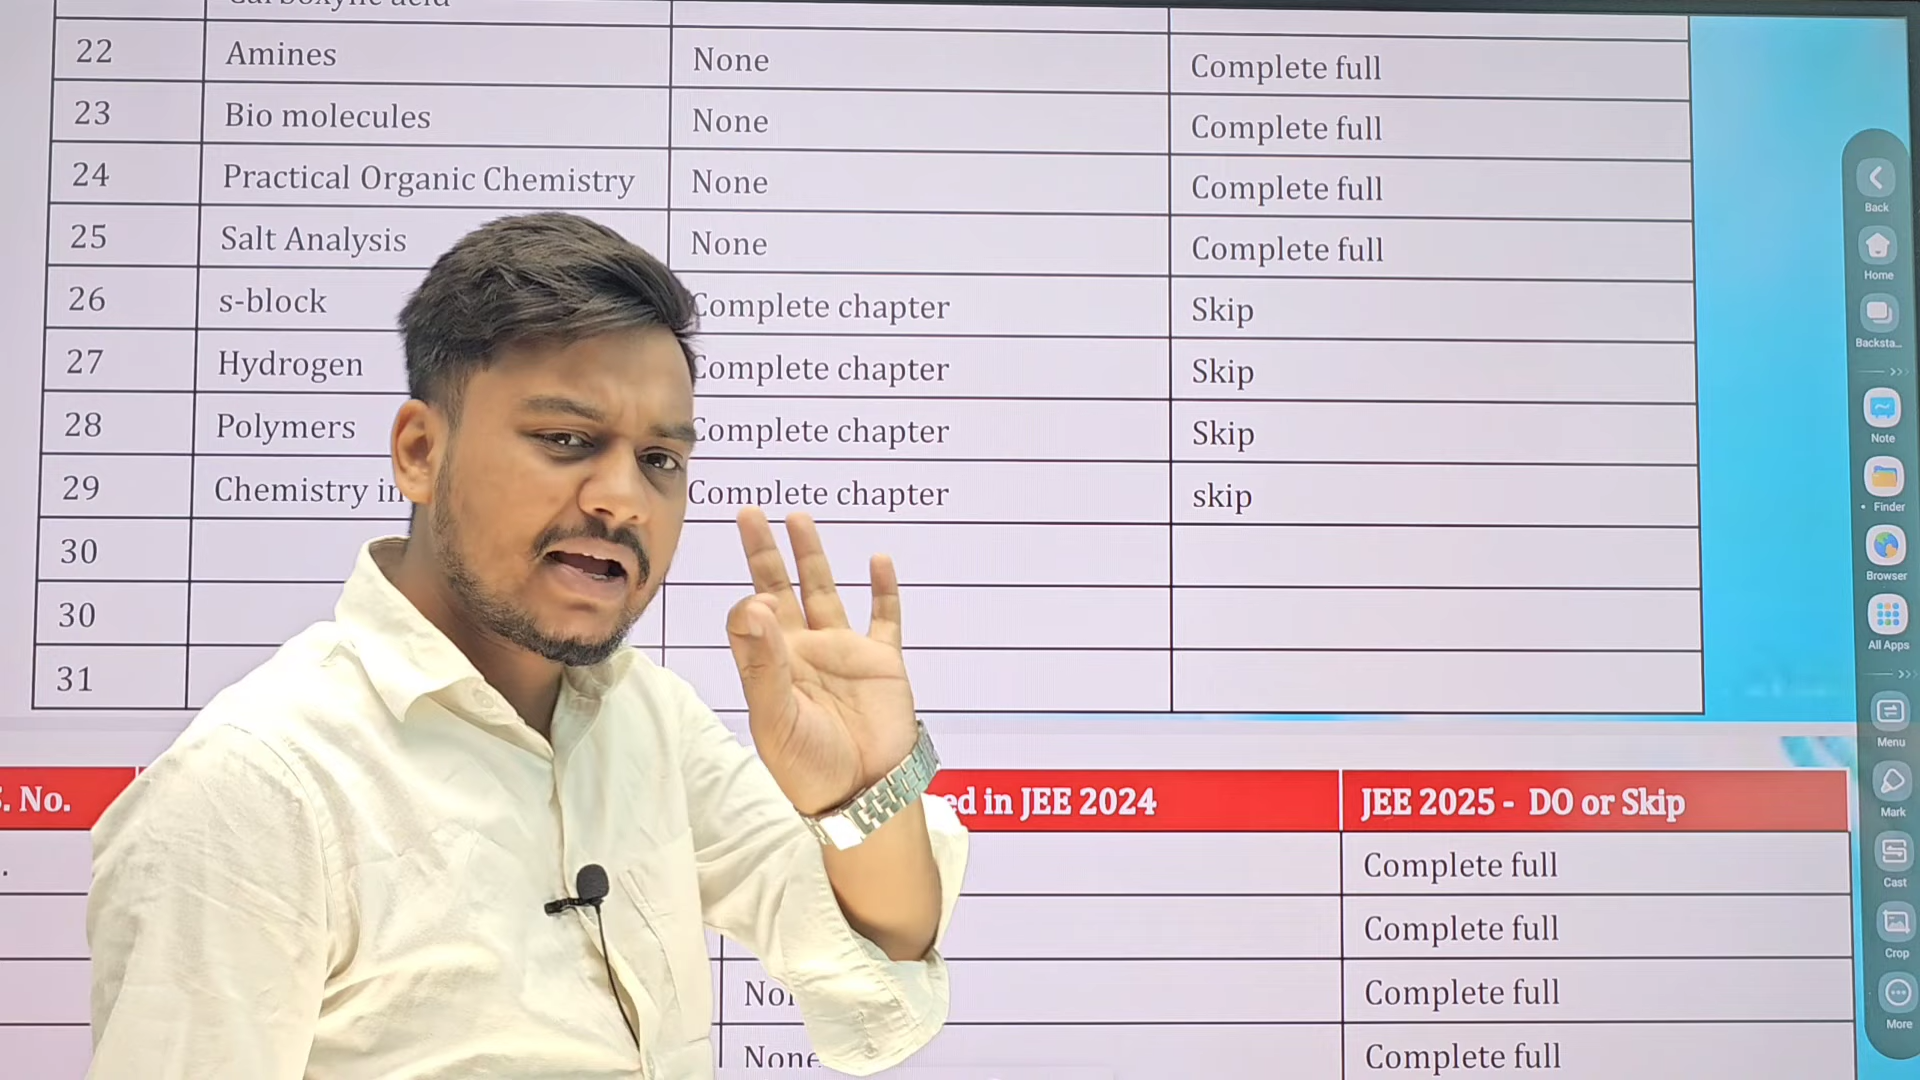 22 Amines None Complete full
23 Bio molecules None Complete full
24 Practical Organic Chemistry None Complete full
25 Salt Analysis None Complete full
26 s-block Complete chapter Skip
27 Hydrogen Complete chapter Skip
28 Polymers Complete chapter Skip
29 Chemistry in Complete chapter skip
30
30
31
No. in JEE 2024 JEE 2025 - DO or Skip
Complete full
Complete full
Complete full
None Complete full
Back
Home
Backsta...
Note
Finder
Browser
All Apps
Menu
Mark
Cast
Crop
More